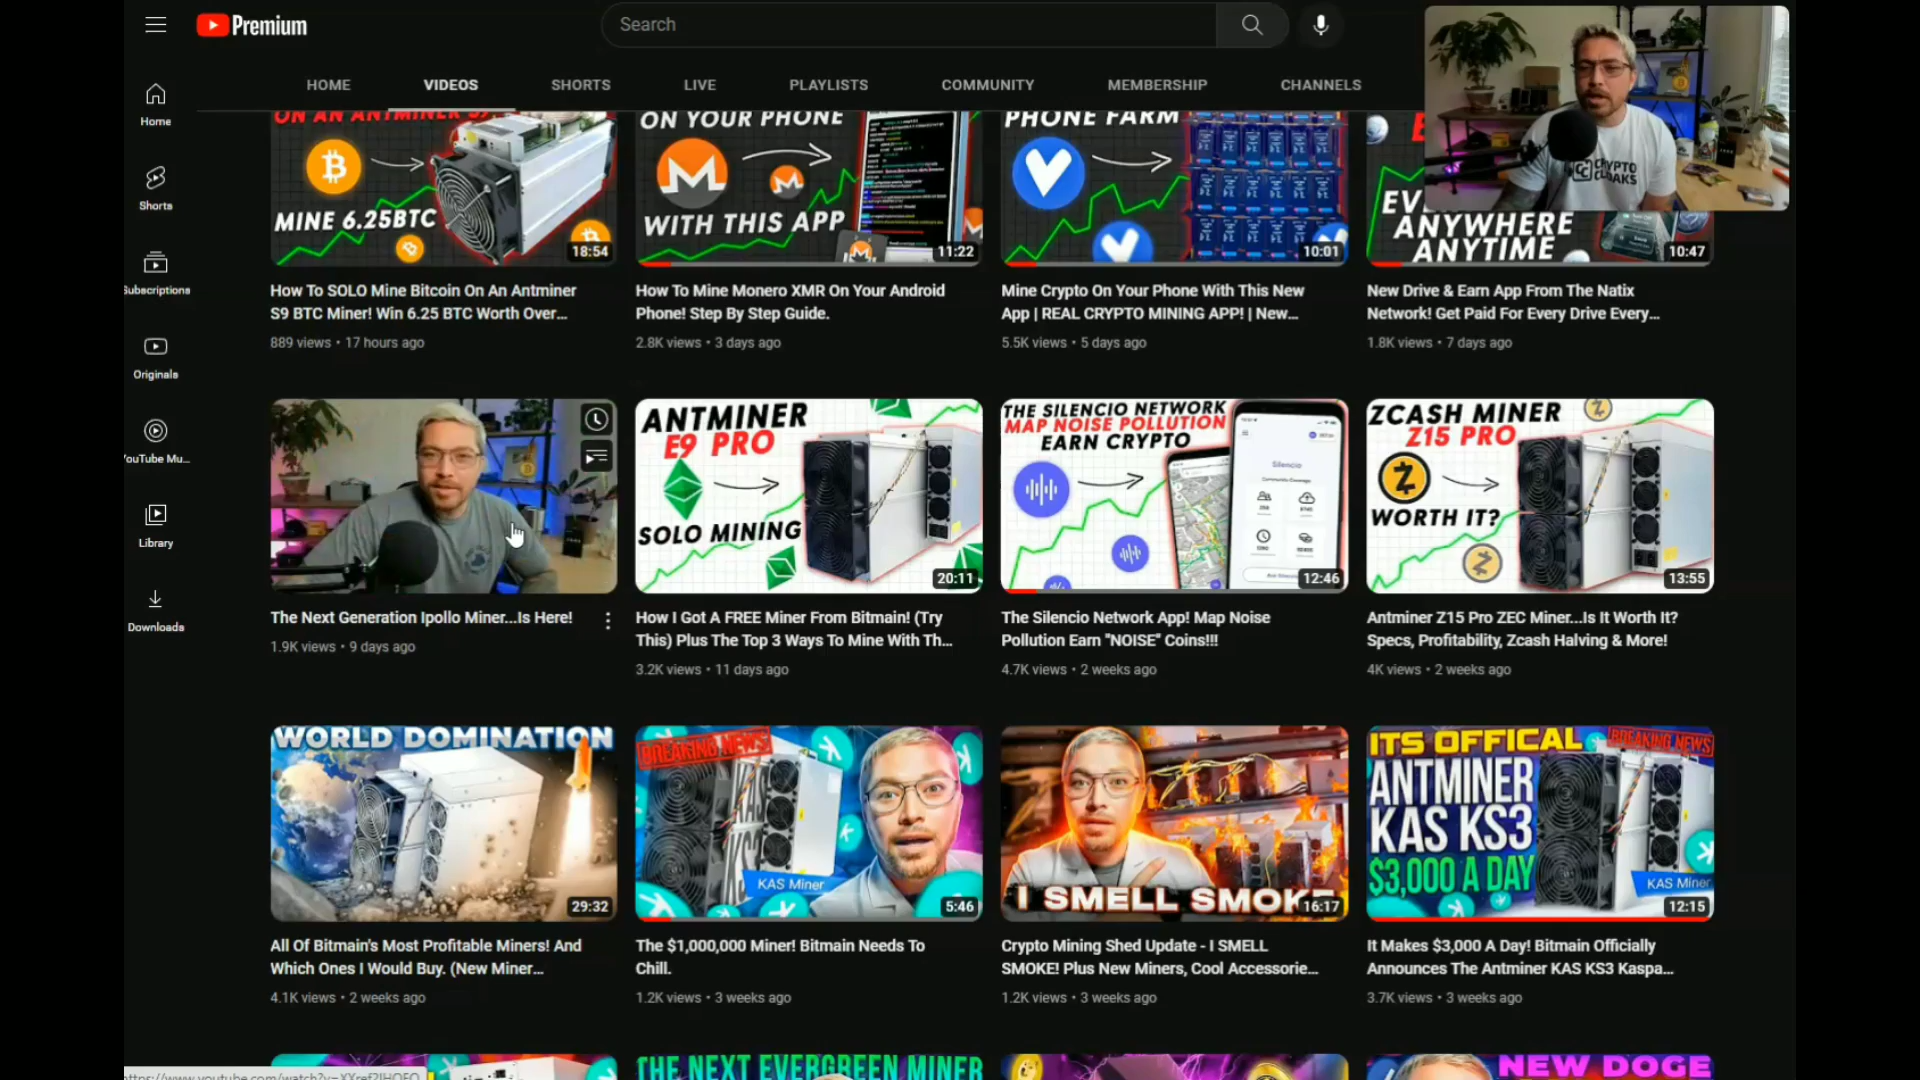 Premium
Search
HOME
VIDEOS
SHORTS
LIVE
PLAYLISTS
COMMUNITY
MEMBERSHIP
CHANNELS
CRYPTO
CLOAKS
Home
Shorts
Subscriptions
Originals
YouTube Mu...
Library
Downloads
MINE 6.25BTC
18:54
How To SOLO Mine Bitcoin On An Antminer
S9 BTC Miner! Win 6.25 BTC Worth Over...
889 views • 17 hours ago
ON YOUR PHONE
WITH THIS APP
11:22
How To Mine Monero XMR On Your Android
Phone! Step By Step Guide.
2.8K views • 3 days ago
PHONE FARM
10:01
Mine Crypto On Your Phone With This New
App | REAL CRYPTO MINING APP! | New...
5.5K views • 5 days ago
ANYWHERE
ANYTIME
10:47
New Drive & Earn App From The Natix
Network! Get Paid For Every Drive Every...
1.8K views • 7 days ago
The Next Generation Ipollo Miner...Is Here!
1.9K views • 9 days ago
ANTMINER
E9 PRO
SOLO MINING
20:11
How I Got A FREE Miner From Bitmain! (Try
This) Plus The Top 3 Ways To Mine With Th...
3.2K views • 11 days ago
THE SILENCIO NETWORK
MAP NOISE POLLUTION
EARN CRYPTO
Silencio
12:46
The Silencio Network App! Map Noise
Pollution Earn "NOISE" Coins!!!
4.7K views • 2 weeks ago
ZCASH MINER
Z15 PRO
WORTH IT?
13:55
Antminer Z15 Pro ZEC Miner...Is It Worth It?
Specs, Profitability, Zcash Halving & More!
4K views • 2 weeks ago
WORLD DOMINATION
29:32
All Of Bitmain's Most Profitable Miners! And
Which Ones I Would Buy. (New Miner...
4.1K views • 2 weeks ago
BREAKING NEWS
KAS Miner
5:46
The $1,000,000 Miner! Bitmain Needs To
Chill.
1.2K views • 3 weeks ago
I SMELL SMOKE
16:17
Crypto Mining Shed Update - I SMELL
SMOKE! Plus New Miners, Cool Accessorie...
1.2K views • 3 weeks ago
ITS OFFICAL
BREAKING NEWS
ANTMINER
KAS KS3
$3,000 A DAY
KAS Miner
12:15
It Makes $3,000 A Day! Bitmain Officially
Announces The Antminer KAS KS3 Kaspa...
3.7K views • 3 weeks ago
THE NEXT EVERGREEN MINER
NEW DOGE